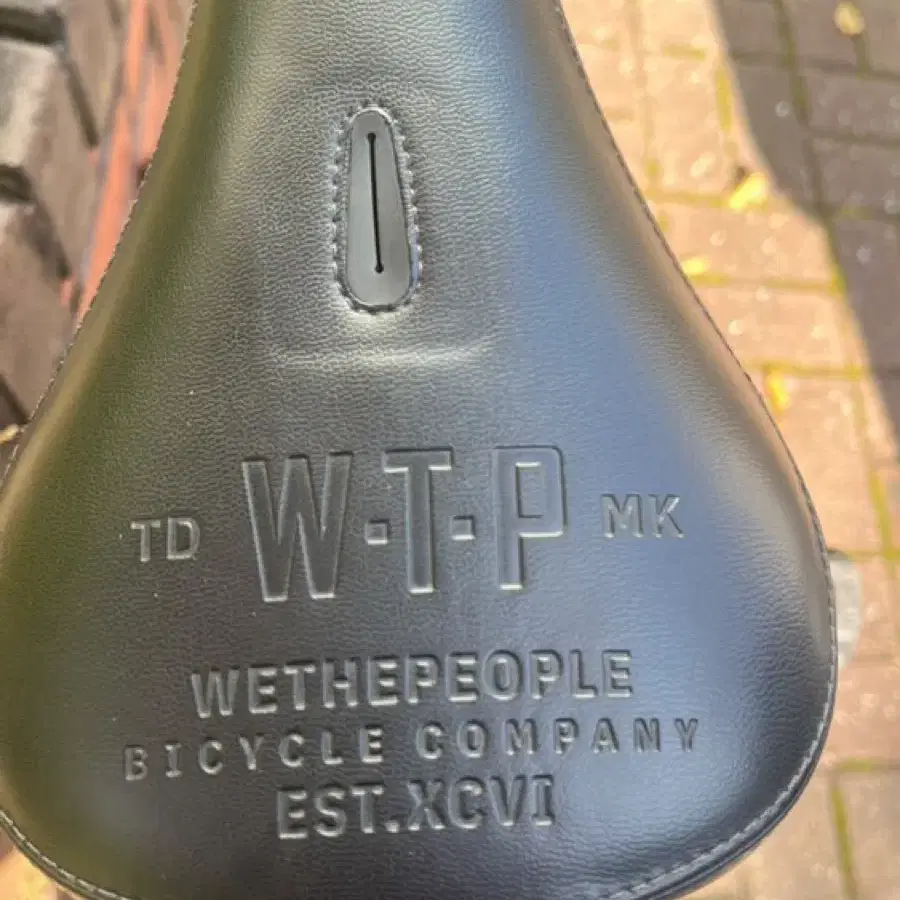 TD W·T·P MK
WETHEPEOPLE
BICYCLE COMPANY
EST.XCVI